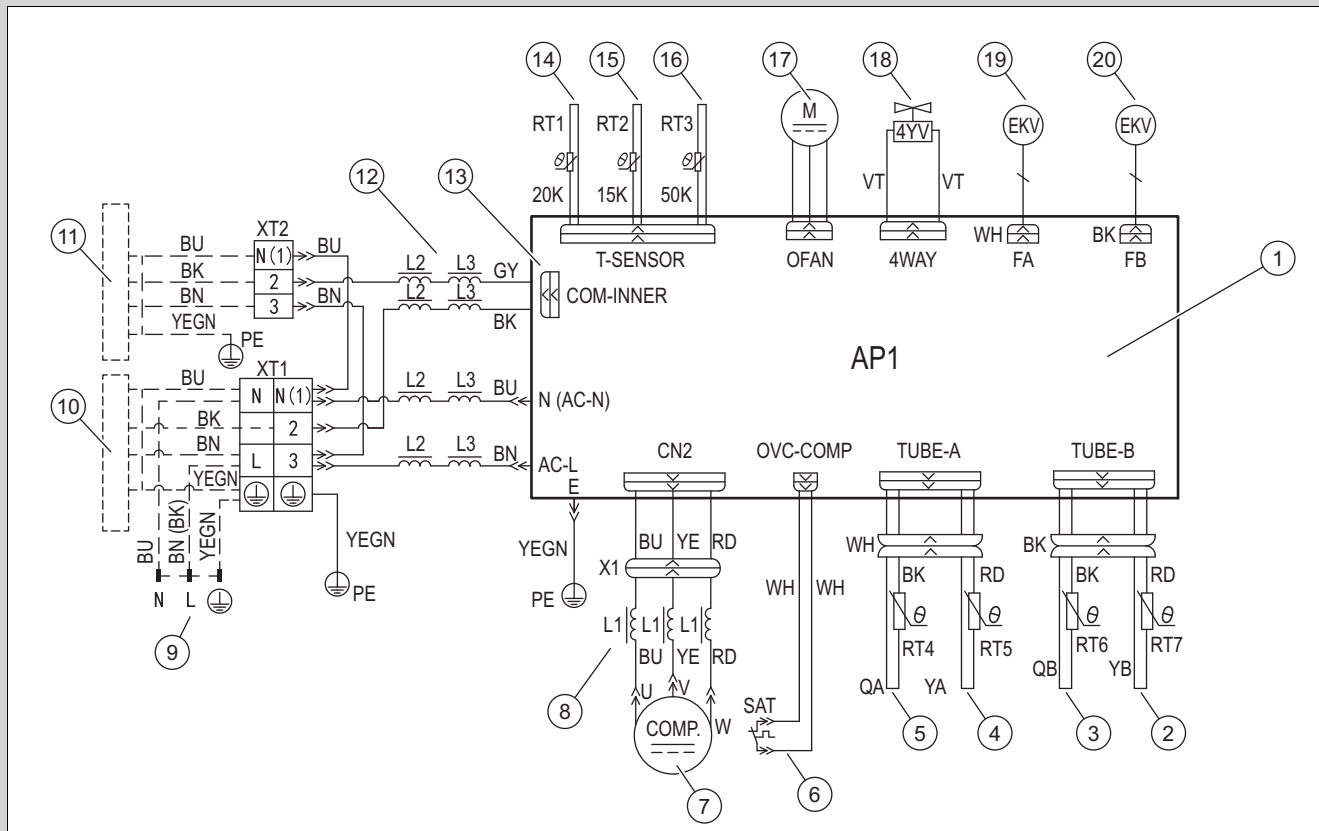 14
15
16
17
18
19
20
RT1
RT2
RT3
M
4YV
EKV
EKV
θ
θ
θ
20K
15K
50K
VT
VT
12
13
11
XT2
BU
N(1)
BU
BK
2
L2
L3
GY
WH
BK
T-SENSOR
OFAN
4WAY
FA
FB
1
BN
3
BN
L2
L3
COM-INNER
YEGN
BK
PE
AP1
XT1
10
BU
N
N(1)
L2
L3
BU
N (AC-N)
BK
2
BN
L
3
L2
L3
BN
AC-L
CN2
OVC-COMP
TUBE-A
TUBE-B
YEGN
E
BU
BN (BK)
YEGN
YEGN
YEGN
BU
YE
RD
WH
BK
X1
BK
RD
BK
RD
N
L
PE
PE
WH
WH
9
L1
L1
L1
θ
θ
θ
θ
BU
YE
RD
RT4
RT5
RT6
RT7
8
U
V
QA
YA
QB
YB
W
SAT
COMP.
5
4
3
2
7
6